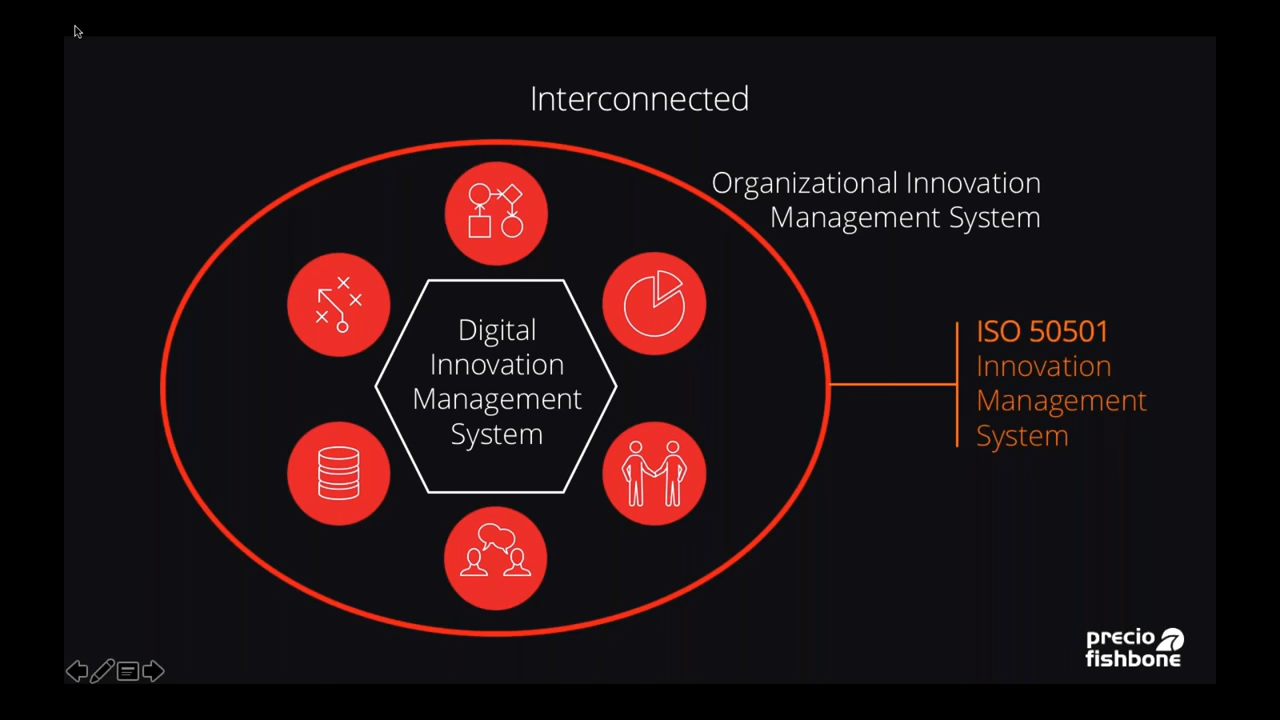 Interconnected
Organizational Innovation
Management System
Digital
Innovation
Management
System
ISO 50501
Innovation
Management
System
precio
fishbone